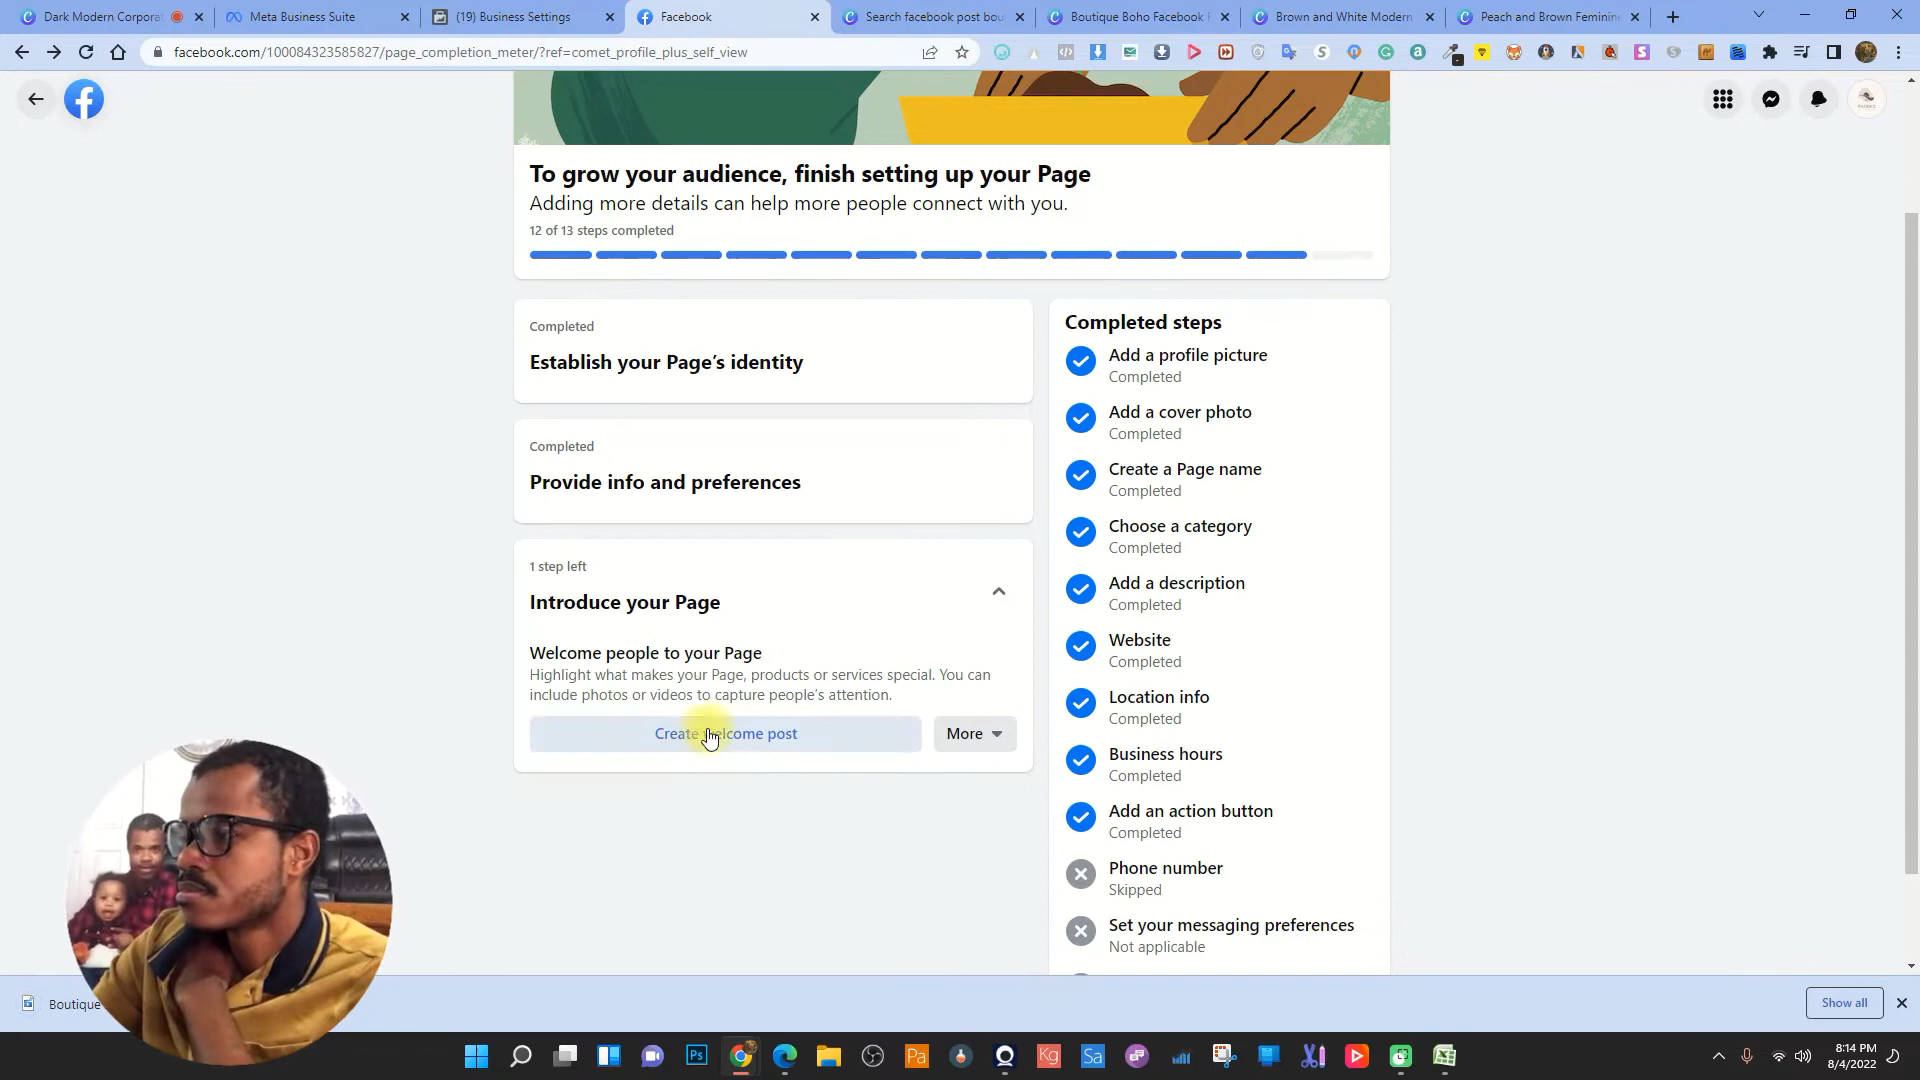 Dark Modern Corporat
Meta Business Suite
(19) Business Settings
Facebook
Search facebook post bou
Boutique Boho Facebook P
Brown and White Modern
Peach and Brown Feminine
facebook.com/100084323585827/page_completion_meter/?ref=comet_profile_plus_self_view
To grow your audience, finish setting up your Page
Adding more details can help more people connect with you.
12 of 13 steps completed
Completed
Establish your Page's identity
Completed
Provide info and preferences
1 step left
Introduce your Page
Welcome people to your Page
Highlight what makes your Page, products or services special. You can
include photos or videos to capture people's attention.
Create welcome post
More
Completed steps
Add a profile picture
Completed
Add a cover photo
Completed
Create a Page name
Completed
Choose a category
Completed
Add a description
Completed
Website
Completed
Location info
Completed
Business hours
Completed
Add an action button
Completed
Phone number
Skipped
Set your messaging preferences
Not applicable
Boutique
Show all
Ps
Pa
Kg
Sa
8:14 PM
8/4/2022